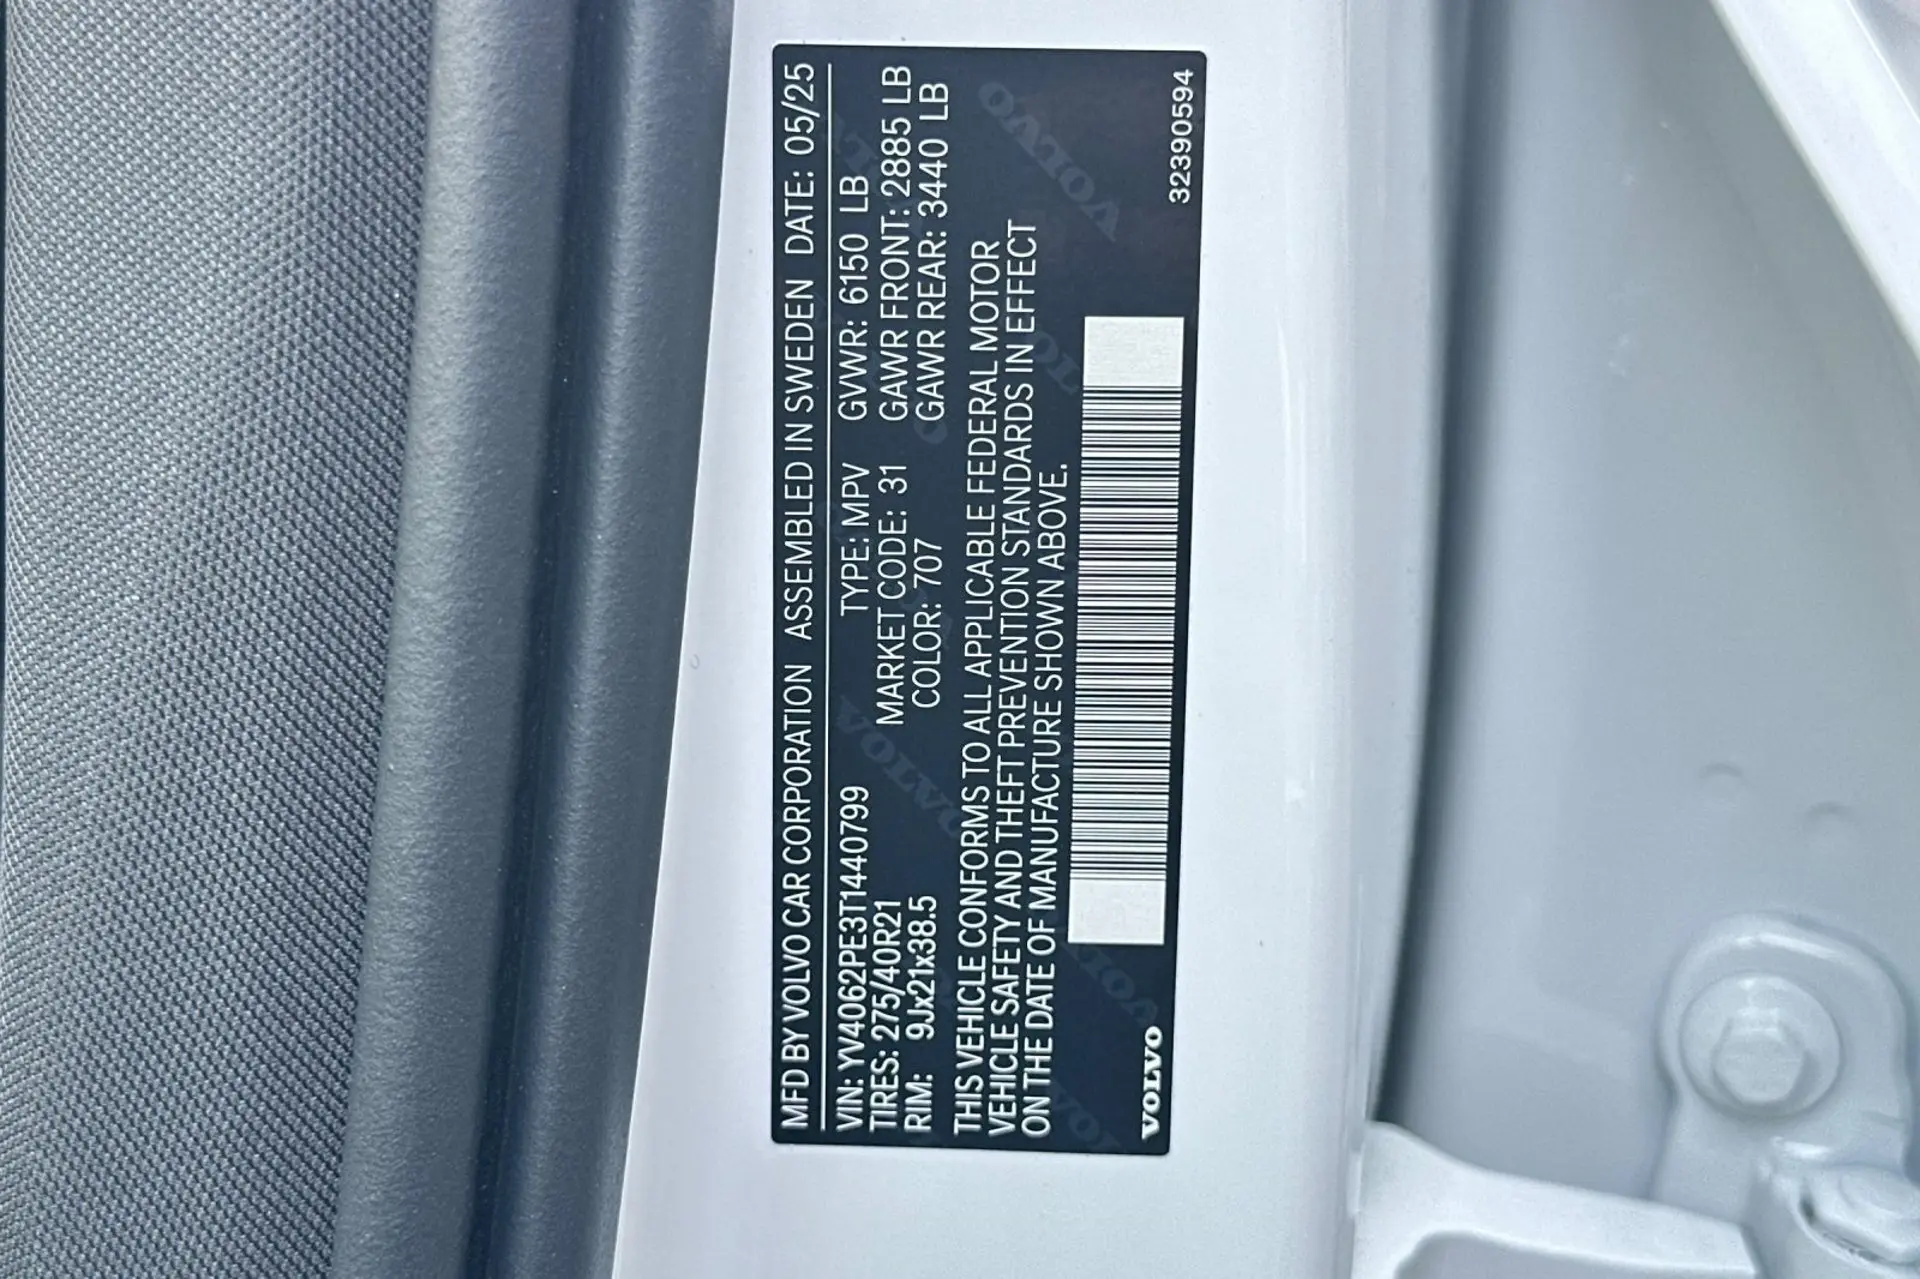 MFD BY VOLVO CAR CORPORATION ASSEMBLED IN SWEDEN DATE: 05/25
VIN: YV4062PE3T1440799 TYPE: MPV GVWR: 6150 LB
TIRES: 275/40R21 MARKET CODE: 31 GAWR FRONT: 2885 LB
RIM: 9Jx21x38.5 COLOR: 707 GAWR REAR: 3440 LB
THIS VEHICLE CONFORMS TO ALL APPLICABLE FEDERAL MOTOR
VEHICLE SAFETY AND THEFT PREVENTION STANDARDS IN EFFECT
ON THE DATE OF MANUFACTURE SHOWN ABOVE.
VOLVO 32390594